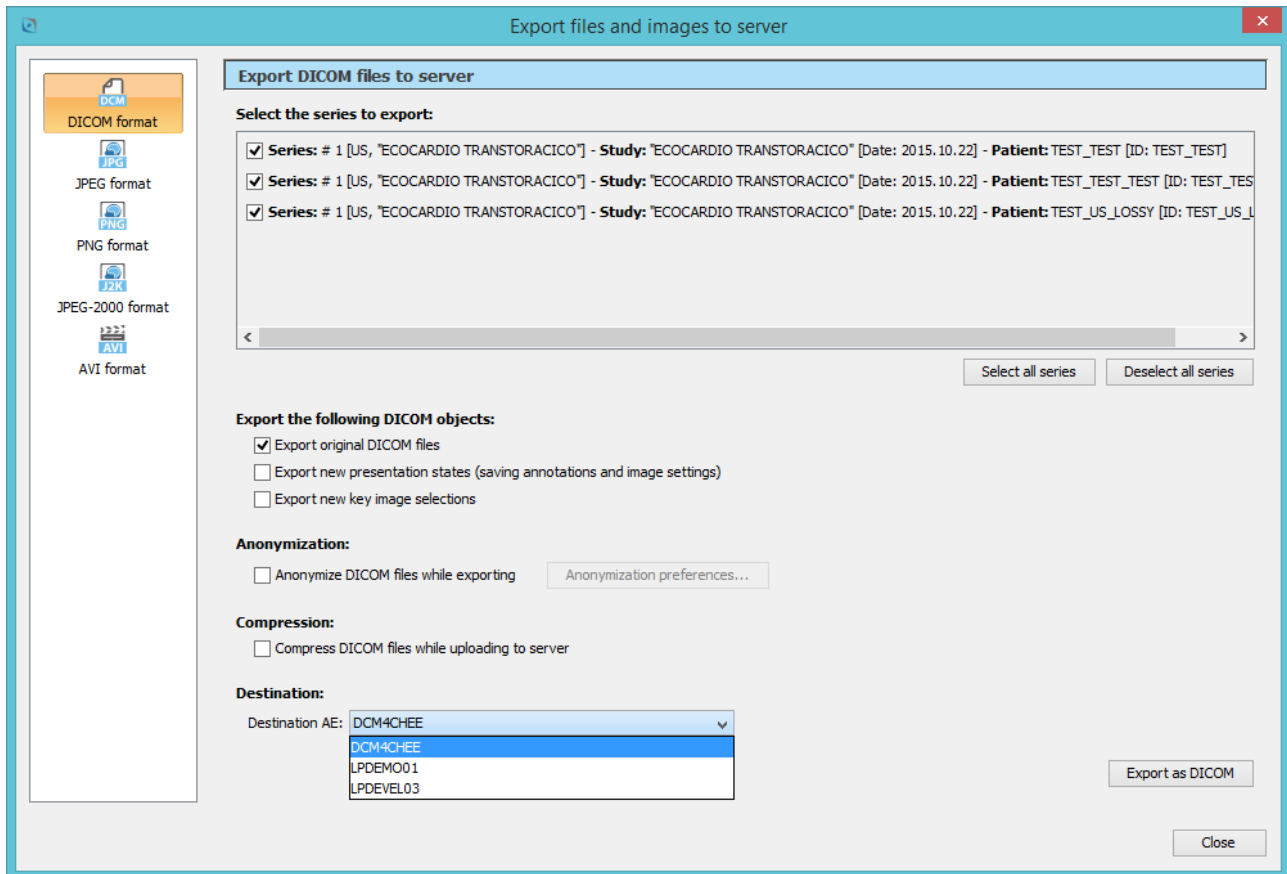 Export files and images to server
DCM
DICOM format
JPG
JPEG format
PNG
PNG format
J2K
JPEG-2000 format
AVI
AVI format
Export DICOM files to server
Select the series to export:
Series: # 1 [US, "ECOCARDIO TRANSTORACICO"] - Study: "ECOCARDIO TRANSTORACICO" [Date: 2015.10.22] - Patient: TEST_TEST [ID: TEST_TEST]
Series: # 1 [US, "ECOCARDIO TRANSTORACICO"] - Study: "ECOCARDIO TRANSTORACICO" [Date: 2015.10.22] - Patient: TEST_TEST_TEST [ID: TEST_TES
Series: # 1 [US, "ECOCARDIO TRANSTORACICO"] - Study: "ECOCARDIO TRANSTORACICO" [Date: 2015.10.22] - Patient: TEST_US_LOSSY [ID: TEST_US_L
Select all series Deselect all series
Export the following DICOM objects:
Export original DICOM files
Export new presentation states (saving annotations and image settings)
Export new key image selections
Anonymization:
Anonymize DICOM files while exporting Anonymization preferences...
Compression:
Compress DICOM files while uploading to server
Destination:
Destination AE: DCM4CHEE
DCM4CHEE
LPDEMO01
LPDEVEL03
Export as DICOM
Close